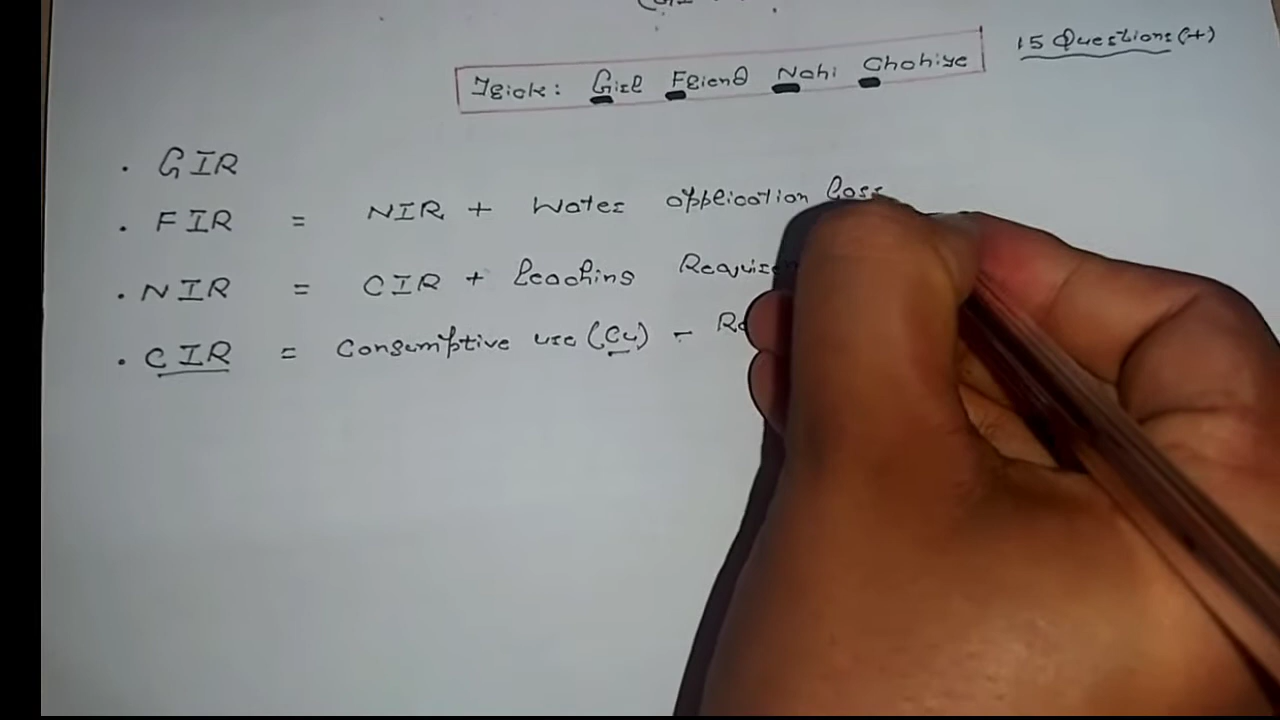 15 Questions (+)
Trick: Girl Friend Nahi Chahiye
• GIR
• FIR = NIR + Water application loss
• NIR = CIR + leaching
• CIR = Consumptive use (Cu) -